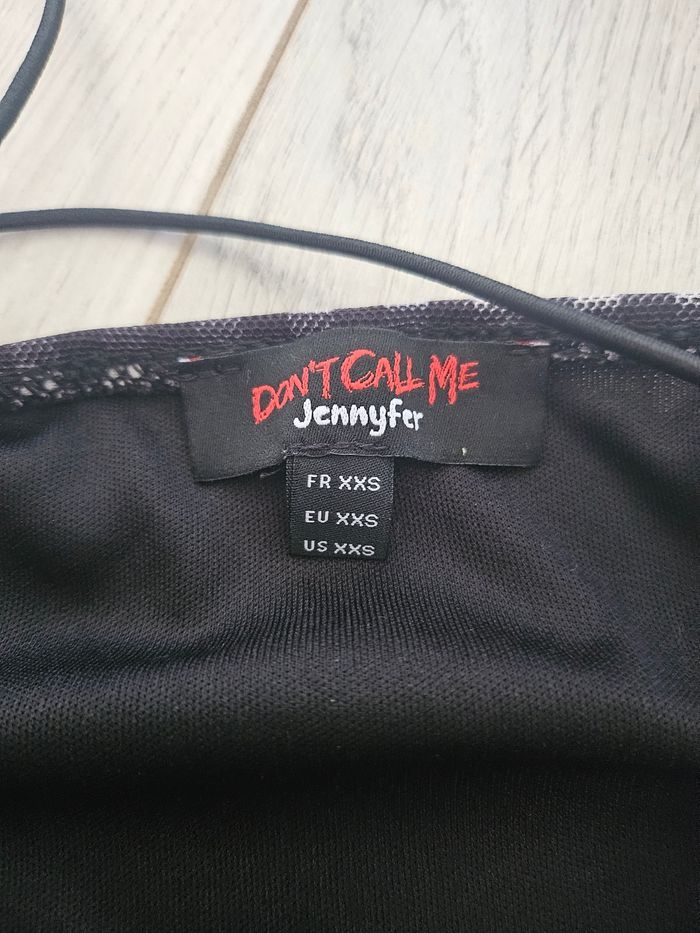 DON'T CALL ME
Jennyfer
FR XXS
EU XXS
US XXS